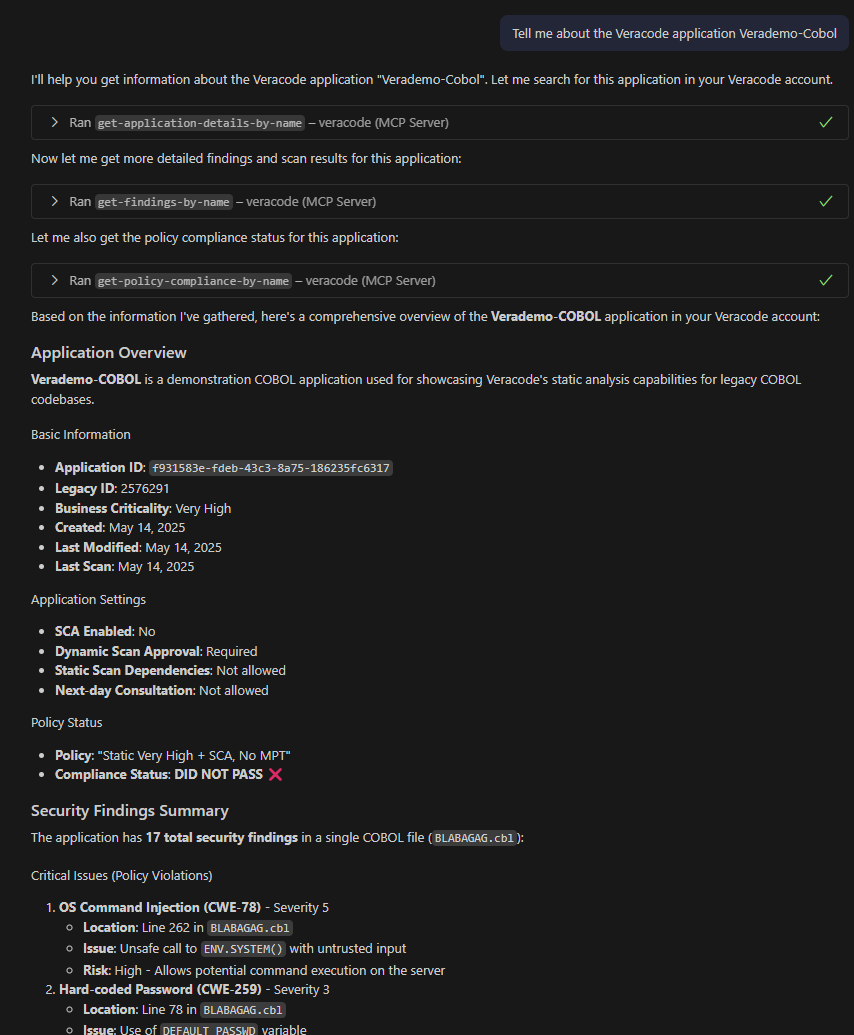 Tell me about the Veracode application Verademo-Cobol
I'll help you get information about the Veracode application "Verademo-Cobol". Let me search for this application in your Veracode account.
Ran get-application-details-by-name – veracode (MCP Server)
Now let me get more detailed findings and scan results for this application:
Ran get-findings-by-name – veracode (MCP Server)
Let me also get the policy compliance status for this application:
Ran get-policy-compliance-by-name – veracode (MCP Server)
Based on the information I've gathered, here's a comprehensive overview of the Verademo-COBOL application in your Veracode account:
Application Overview
Verademo-COBOL is a demonstration COBOL application used for showcasing Veracode's static analysis capabilities for legacy COBOL
codebases.
Basic Information
• Application ID: f931583e-fdeb-43c3-8a75-186235fc6317
• Legacy ID: 2576291
• Business Criticality: Very High
• Created: May 14, 2025
• Last Modified: May 14, 2025
• Last Scan: May 14, 2025
Application Settings
• SCA Enabled: No
• Dynamic Scan Approval: Required
• Static Scan Dependencies: Not allowed
• Next-day Consultation: Not allowed
Policy Status
• Policy: "Static Very High + SCA, No MPT"
• Compliance Status: DID NOT PASS ❌
Security Findings Summary
The application has 17 total security findings in a single COBOL file (BLABAGAG.cbl):
Critical Issues (Policy Violations)
1. OS Command Injection (CWE-78) - Severity 5
○ Location: Line 262 in BLABAGAG.cbl
○ Issue: Unsafe call to ENV.SYSTEM() with untrusted input
○ Risk: High - Allows potential command execution on the server
2. Hard-coded Password (CWE-259) - Severity 3
○ Location: Line 78 in BLABAGAG.cbl
○ Issue: Use of DEFAULT_PASSWD variable